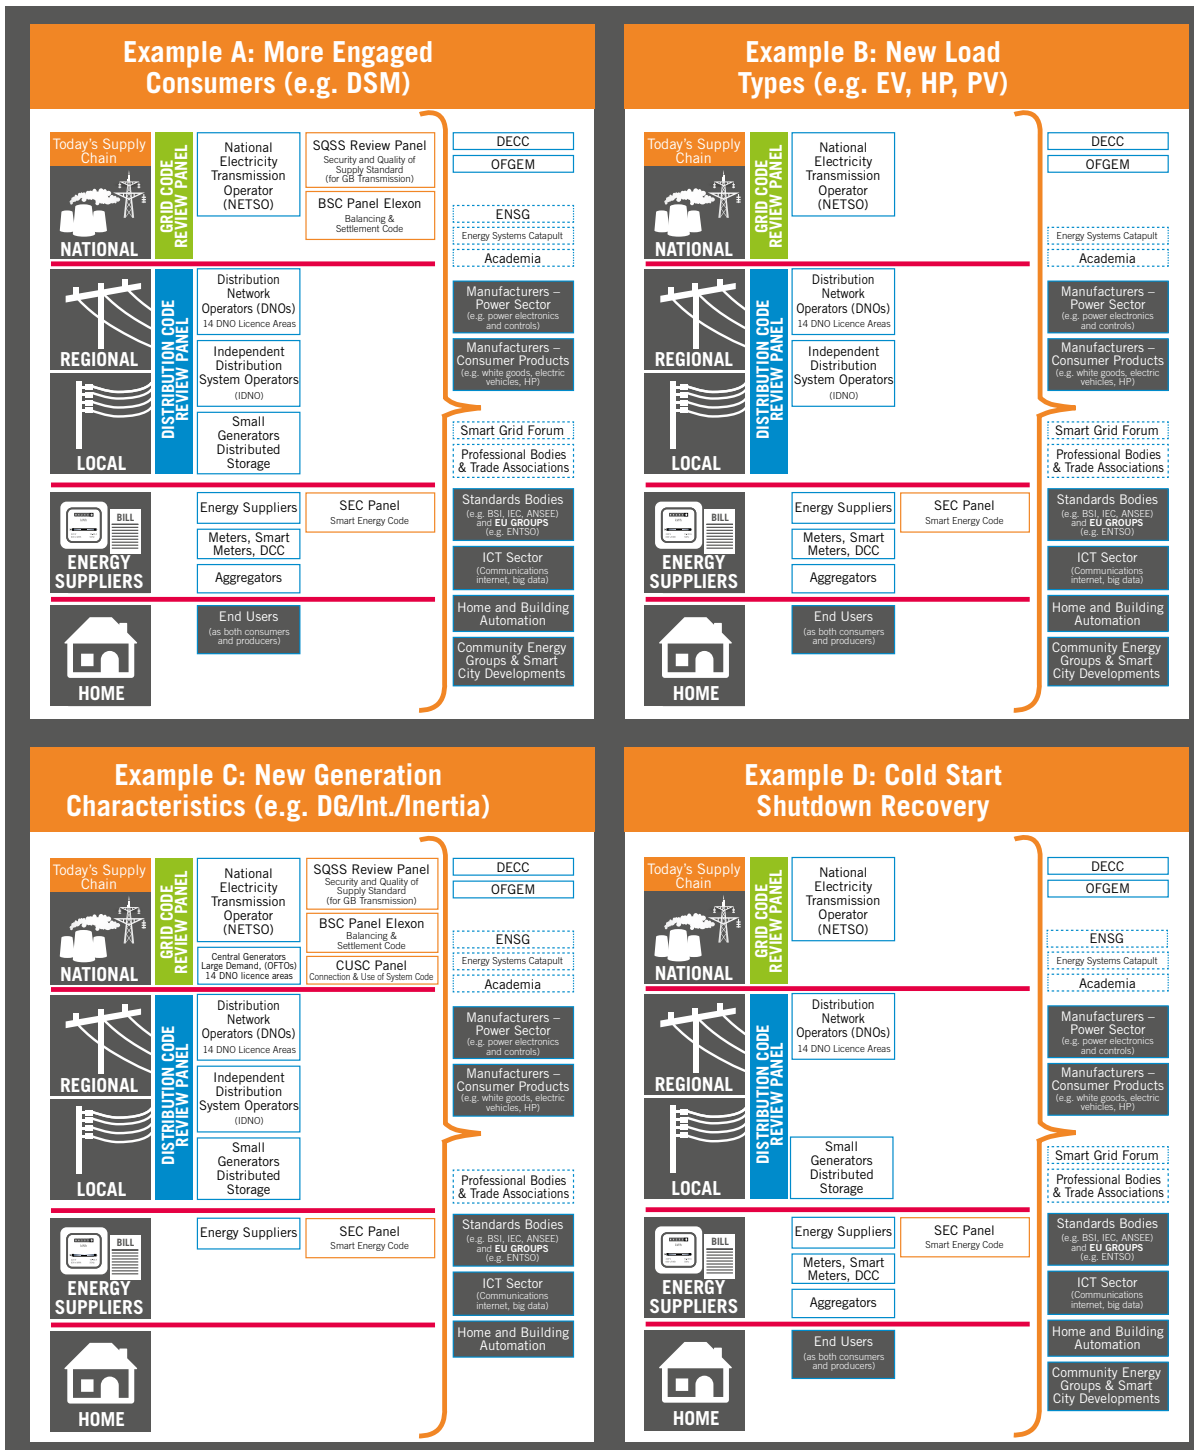 Example A: More Engaged
Consumers (e.g. DSM)
Today's Supply
Chain
NATIONAL
GRID CODE
REVIEW PANEL
National
Electricity
Transmission
Operator
(NETSO)
SQSS Review Panel
Security and Quality of
Supply Standard
(for GB Transmission)
BSC Panel Elexon
Balancing &
Settlement Code
REGIONAL
LOCAL
DISTRIBUTION CODE
REVIEW PANEL
Distribution
Network
Operators (DNOs)
14 DNO Licence Areas
Independent
Distribution
System Operators
(IDNO)
Small
Generators
Distributed
Storage
BILL
ENERGY
SUPPLIERS
Energy Suppliers
Meters, Smart
Meters, DCC
Aggregators
SEC Panel
Smart Energy Code
HOME
End Users
(as both consumers
and producers)
DECC
OFGEM
ENSG
Energy Systems Catapult
Academia
Manufacturers –
Power Sector
(e.g. power electronics
and controls)
Manufacturers –
Consumer Products
(e.g. white goods, electric
vehicles, HP)
Smart Grid Forum
Professional Bodies
& Trade Associations
Standards Bodies
(e.g. BSI, IEC, ANSEE)
and EU GROUPS
(e.g. ENTSO)
ICT Sector
(Communications
internet, big data)
Home and Building
Automation
Community Energy
Groups & Smart
City Developments
Example B: New Load
Types (e.g. EV, HP, PV)
Today's Supply
Chain
NATIONAL
GRID CODE
REVIEW PANEL
National
Electricity
Transmission
Operator
(NETSO)
REGIONAL
LOCAL
DISTRIBUTION CODE
REVIEW PANEL
Distribution
Network
Operators (DNOs)
14 DNO Licence Areas
Independent
Distribution
System Operators
(IDNO)
BILL
ENERGY
SUPPLIERS
Energy Suppliers
Meters, Smart
Meters, DCC
Aggregators
SEC Panel
Smart Energy Code
HOME
End Users
(as both consumers
and producers)
DECC
OFGEM
Energy Systems Catapult
Academia
Manufacturers –
Power Sector
(e.g. power electronics
and controls)
Manufacturers –
Consumer Products
(e.g. white goods, electric
vehicles, HP)
Smart Grid Forum
Professional Bodies
& Trade Associations
Standards Bodies
(e.g. BSI, IEC, ANSEE)
and EU GROUPS
(e.g. ENTSO)
ICT Sector
(Communications
internet, big data)
Home and Building
Automation
Community Energy
Groups & Smart
City Developments
Example C: New Generation
Characteristics (e.g. DG/Int./Inertia)
Today's Supply
Chain
NATIONAL
GRID CODE
REVIEW PANEL
National
Electricity
Transmission
Operator
(NETSO)
Central Generators
Large Demand, (OFTOs)
14 DNO licence areas
SQSS Review Panel
Security and Quality of
Supply Standard
(for GB Transmission)
BSC Panel Elexon
Balancing &
Settlement Code
CUSC Panel
Connection & Use of System Code
REGIONAL
LOCAL
DISTRIBUTION CODE
REVIEW PANEL
Distribution
Network
Operators (DNOs)
14 DNO Licence Areas
Independent
Distribution
System Operators
(IDNO)
Small
Generators
Distributed
Storage
BILL
ENERGY
SUPPLIERS
Energy Suppliers
SEC Panel
Smart Energy Code
HOME
DECC
OFGEM
ENSG
Energy Systems Catapult
Academia
Manufacturers –
Power Sector
(e.g. power electronics
and controls)
Manufacturers –
Consumer Products
(e.g. white goods, electric
vehicles, HP)
Professional Bodies
& Trade Associations
Standards Bodies
(e.g. BSI, IEC, ANSEE)
and EU GROUPS
(e.g. ENTSO)
ICT Sector
(Communications
internet, big data)
Home and Building
Automation
Example D: Cold Start
Shutdown Recovery
Today's Supply
Chain
NATIONAL
GRID CODE
REVIEW PANEL
National
Electricity
Transmission
Operator
(NETSO)
REGIONAL
LOCAL
DISTRIBUTION CODE
REVIEW PANEL
Distribution
Network
Operators (DNOs)
14 DNO Licence Areas
Small
Generators
Distributed
Storage
BILL
ENERGY
SUPPLIERS
Energy Suppliers
Meters, Smart
Meters, DCC
Aggregators
SEC Panel
Smart Energy Code
HOME
End Users
(as both consumers
and producers)
DECC
OFGEM
ENSG
Energy Systems Catapult
Academia
Manufacturers –
Power Sector
(e.g. power electronics
and controls)
Manufacturers –
Consumer Products
(e.g. white goods, electric
vehicles, HP)
Smart Grid Forum
Professional Bodies
& Trade Associations
Standards Bodies
(e.g. BSI, IEC, ANSEE)
and EU GROUPS
(e.g. ENTSO)
ICT Sector
(Communications
internet, big data)
Home and Building
Automation
Community Energy
Groups & Smart
City Developments